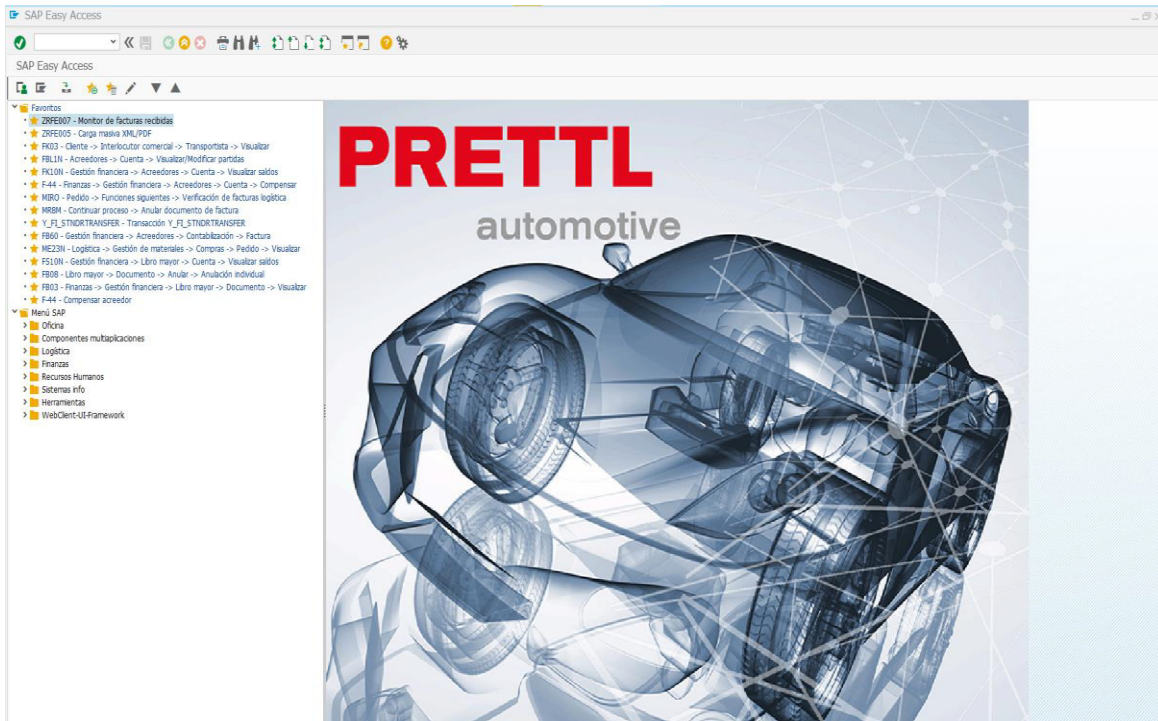 SAP Easy Access
SAP Easy Access
Favoritos
ZRFE007 - Monitor de facturas recibidas
ZRFE005 - Carga masiva XML/PDF
FK03 - Cliente -> Interlocutor comercial -> Transportista -> Visualizar
FBL1N - Acreedores -> Cuenta -> Visualizar/Modificar partidas
FK10N - Gestión financiera -> Acreedores -> Cuenta -> Visualizar saldos
F-44 - Finanzas -> Gestión financiera -> Acreedores -> Cuenta -> Compensar
MIRO - Pedido -> Funciones siguientes -> Verificación de facturas logística
MR8M - Continuar proceso -> Anular documento de factura
Y_FI_STNDRTRANSFER - Transacción Y_FI_STNDRTRANSFER
FB60 - Gestión financiera -> Acreedores -> Contabilización -> Factura
ME23N - Logística -> Gestión de materiales -> Compras -> Pedido -> Visualizar
FS10N - Gestión financiera -> Libro mayor -> Cuenta -> Visualizar saldos
FB08 - Libro mayor -> Documento -> Anular -> Anulación individual
FB03 - Finanzas -> Gestión financiera -> Libro mayor -> Documento -> Visualizar
F-44 - Compensar acreedor
Menú SAP
Oficina
Componentes multiaplicaciones
Logística
Finanzas
Recursos Humanos
Sistemas info
Herramientas
WebClient-UI-Framework
PRETTL
automotive